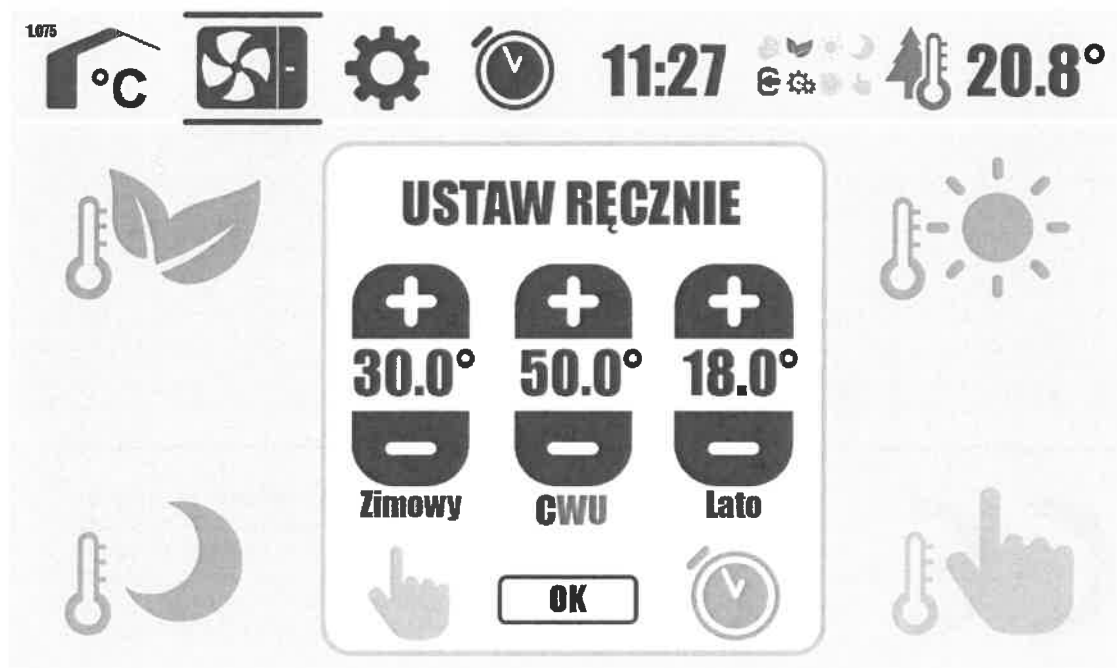 1.075
°C
11:27
20.8°
USTAW RĘCZNIE
30.0° 50.0° 18.0°
Zimowy CWU Lato
OK